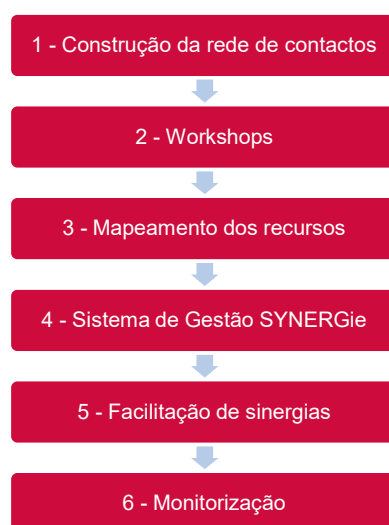 1 - Construção da rede de contactos
2 - Workshops
3 - Mapeamento dos recursos
4 - Sistema de Gestão SYNERGie
5 - Facilitação de sinergias
6 - Monitorização